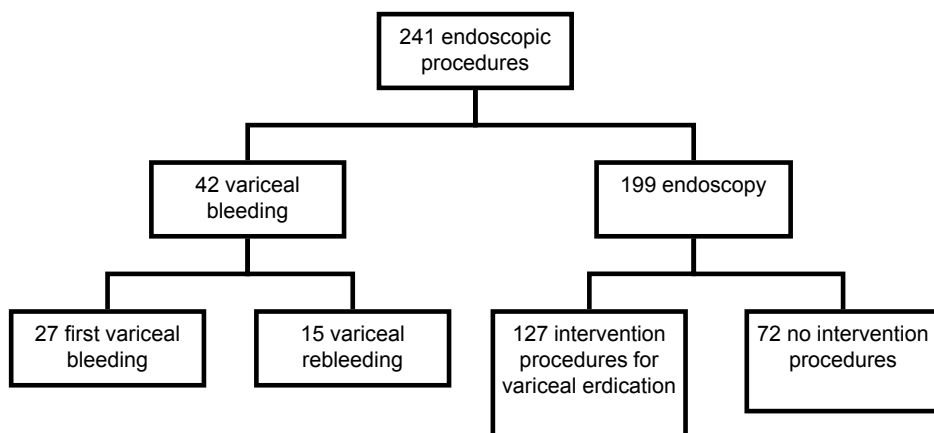 241 endoscopic
procedures
42 variceal
bleeding
199 endoscopy
27 first variceal
bleeding
15 variceal
rebleeding
127 intervention
procedures for
variceal erdication
72 no intervention
procedures